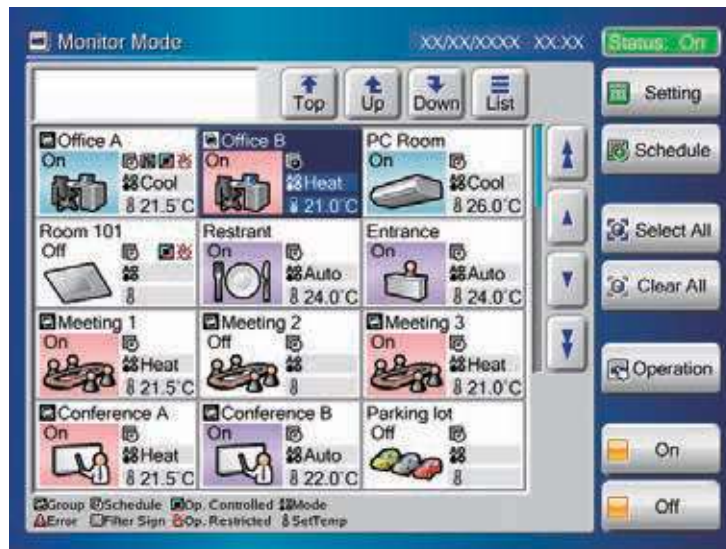 Monitor Mode XX/XX/XXXX XX:XX Status: On
Top Up Down List
Setting
Schedule
Select All
Clear All
Operation
On
Off
Office A
On
Cool
21.5°C
Office B
On
Heat
21.0°C
PC Room
On
Cool
26.0°C
Room 101
Off
Restrant
On
Auto
24.0°C
Entrance
On
Auto
24.0°C
Meeting 1
On
Heat
21.5°C
Meeting 2
Off
Meeting 3
On
Heat
21.0°C
Conference A
On
Heat
21.5°C
Conference B
On
Auto
22.0°C
Parking lot
Off
Group Schedule Op. Controlled Mode
Error Filter Sign Op. Restricted SetTemp